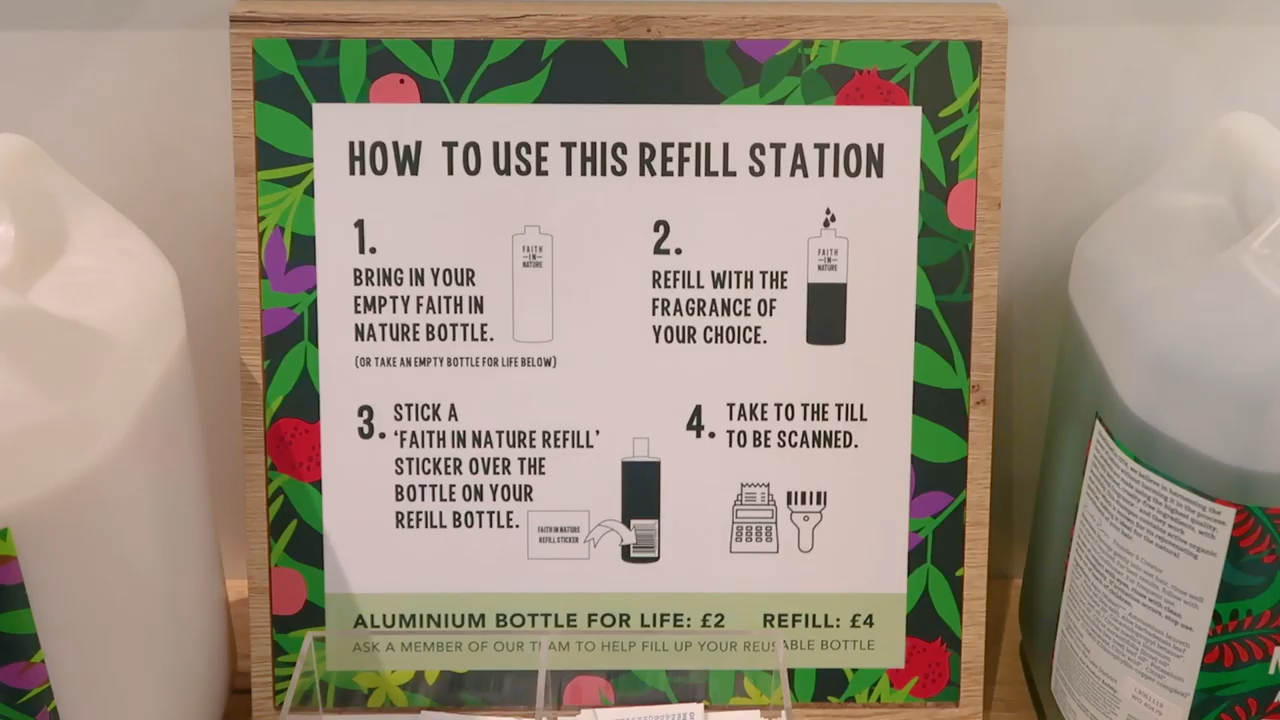 HOW TO USE THIS REFILL STATION
1.
BRING IN YOUR
EMPTY FAITH IN
NATURE BOTTLE.
(OR TAKE AN EMPTY BOTTLE FOR LIFE BELOW)
FAITH
IN
NATURE
2.
REFILL WITH THE
FRAGRANCE OF
YOUR CHOICE.
FAITH
IN
NATURE
3.
STICK A
'FAITH IN NATURE REFILL'
STICKER OVER THE
BOTTLE ON YOUR
REFILL BOTTLE.
FAITH IN NATURE
REFILL STICKER
4.
TAKE TO THE TILL
TO BE SCANNED.
ALUMINIUM BOTTLE FOR LIFE: £2 REFILL: £4
ASK A MEMBER OF OUR TEAM TO HELP FILL UP YOUR REUSABLE BOTTLE